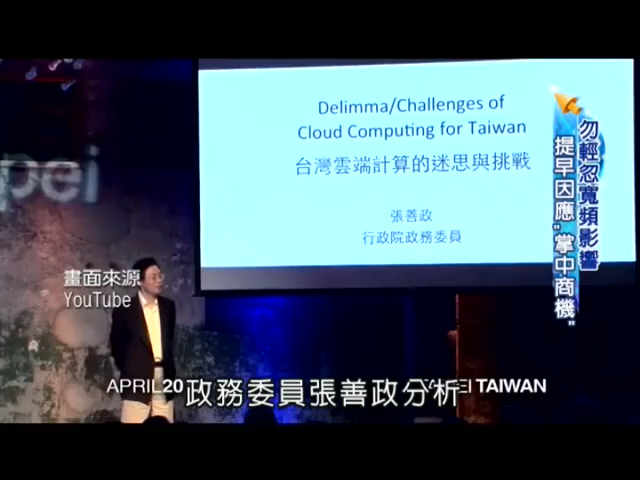 Delimma/Challenges of
Cloud Computing for Taiwan
台灣雲端計算的迷思與挑戰
張善政
行政院政務委員
勿輕忽寬頻影響
提早因應"掌中商機"
pei
畫面來源
YouTube
APRIL20
TAIWAN
政務委員張善政分析